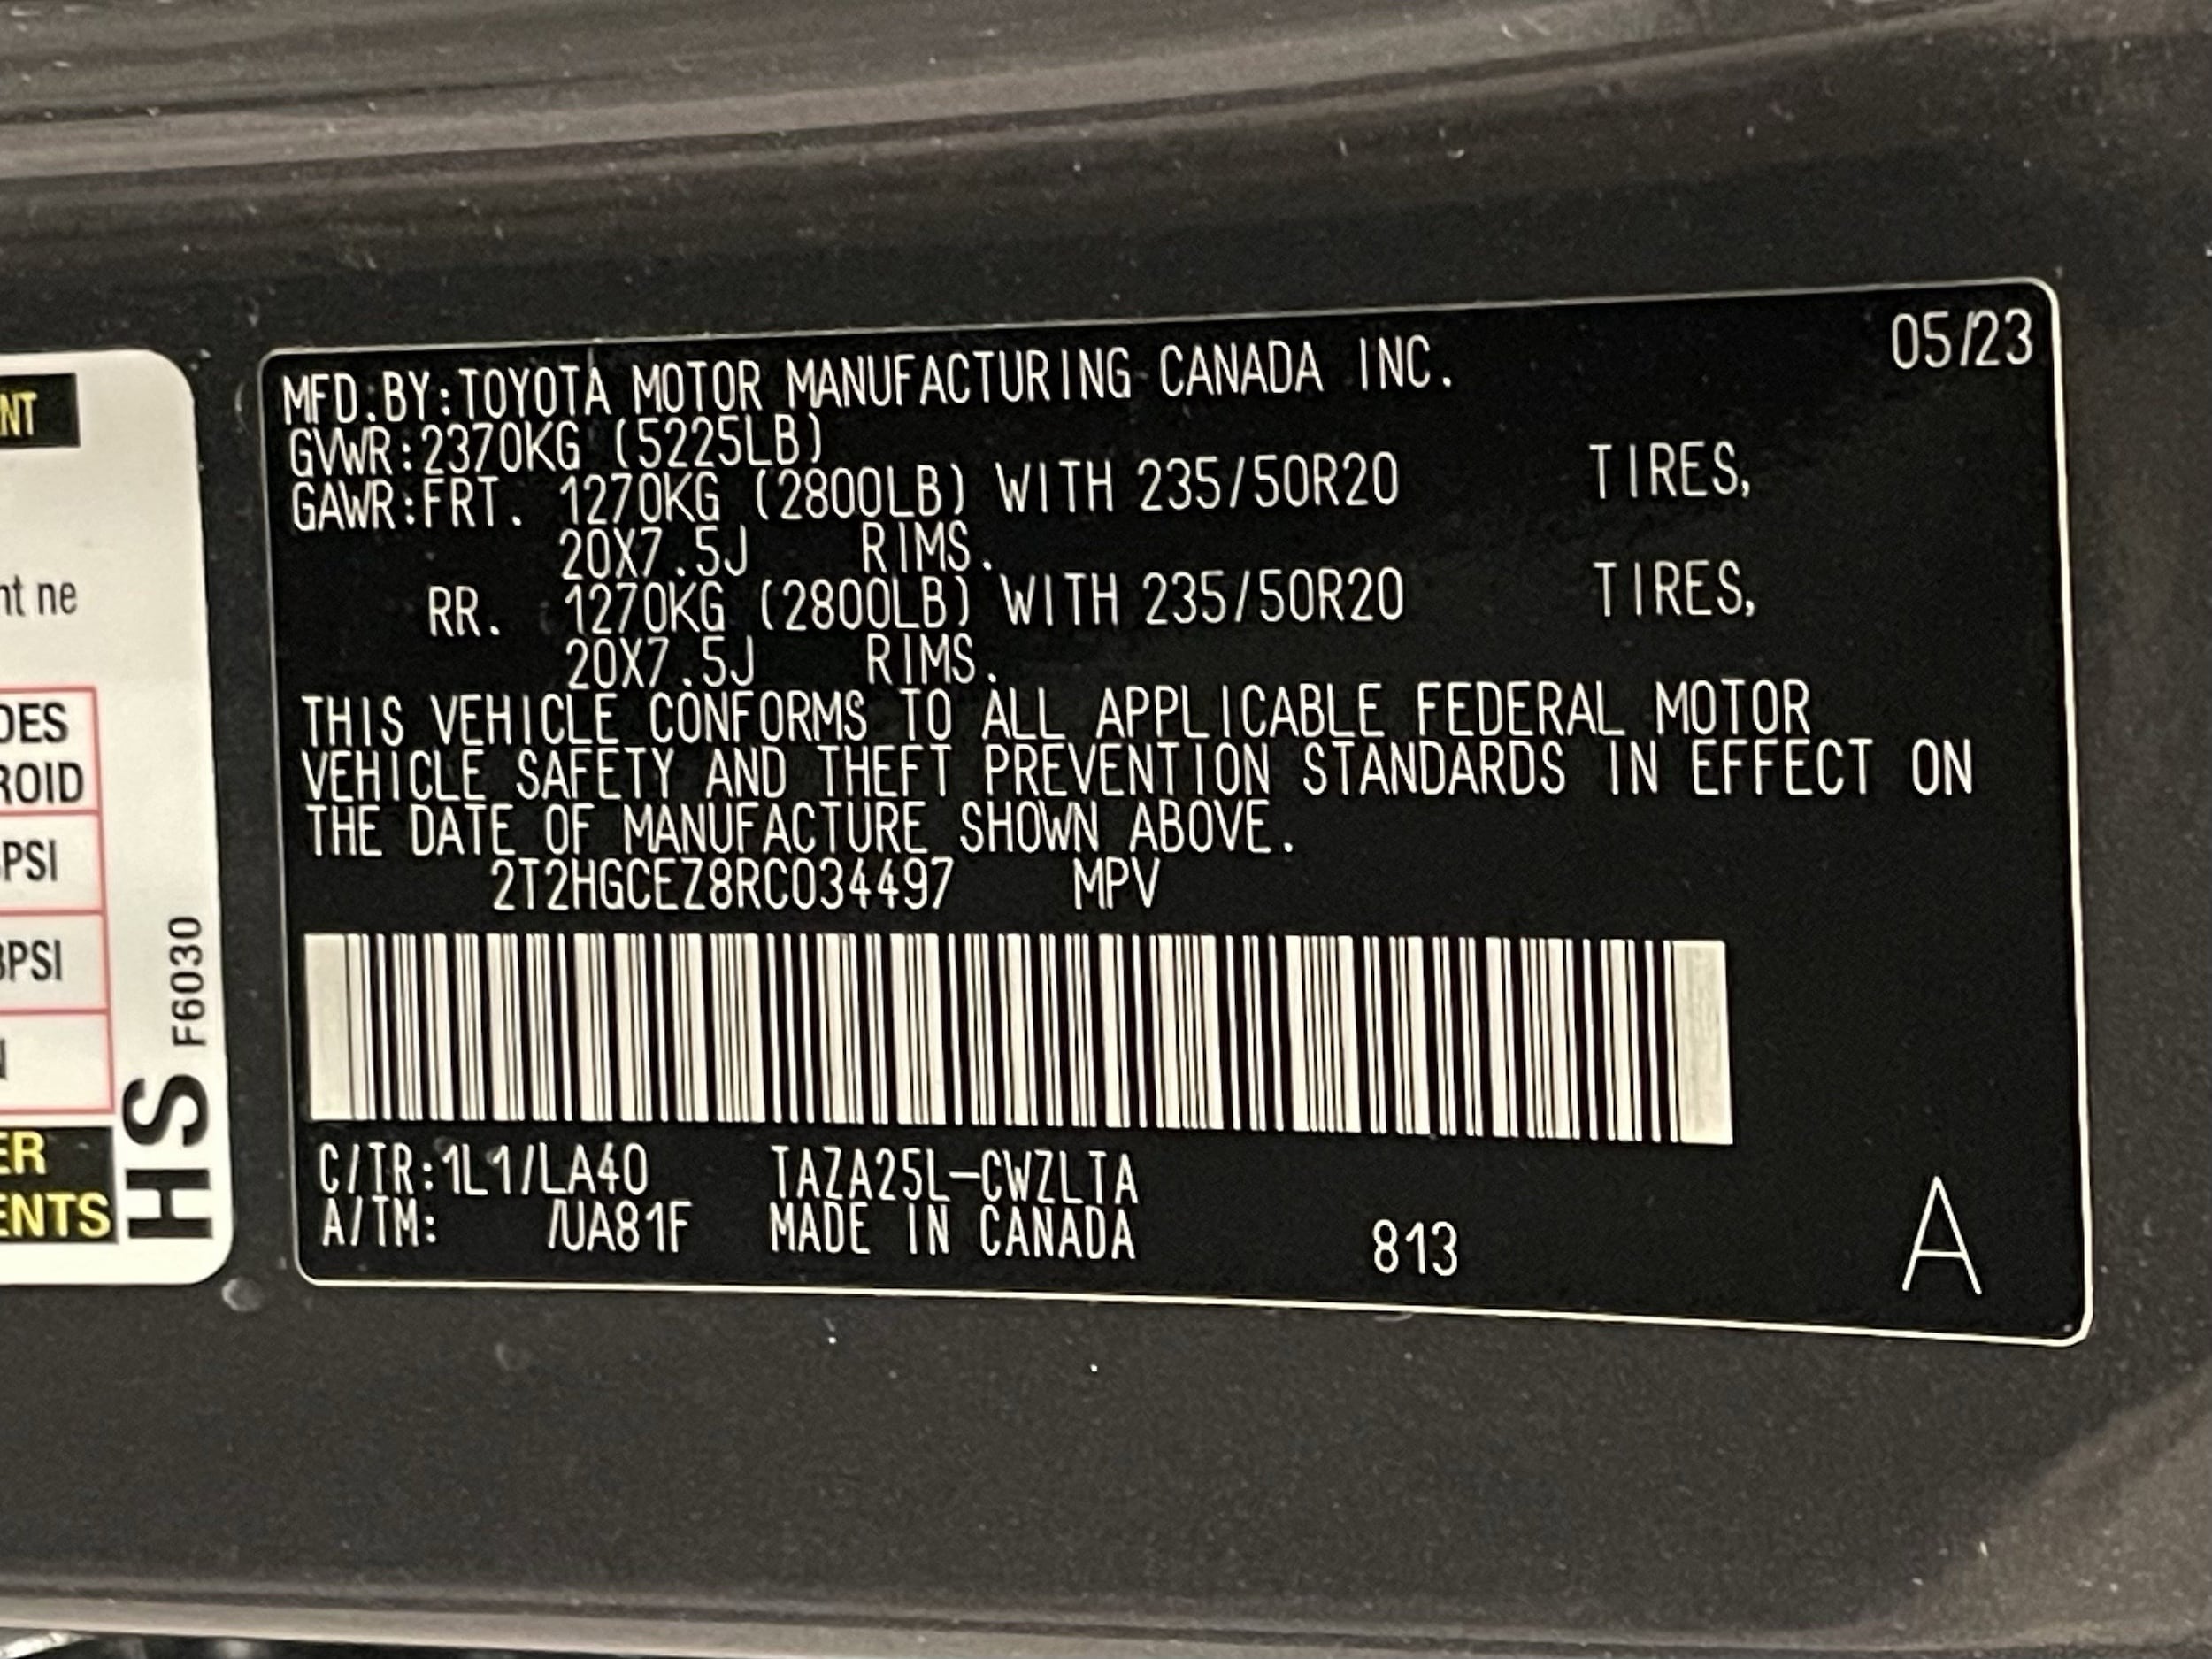 05/23
MFD.BY:TOYOTA MOTOR MANUFACTURING CANADA INC.
GVWR:2370KG (5225LB)
GAWR:FRT. 1270KG (2800LB) WITH 235/50R20 TIRES,
20X7.5J RIMS.
RR. 1270KG (2800LB) WITH 235/50R20 TIRES,
20X7.5J RIMS.
THIS VEHICLE CONFORMS TO ALL APPLICABLE FEDERAL MOTOR
VEHICLE SAFETY AND THEFT PREVENTION STANDARDS IN EFFECT ON
THE DATE OF MANUFACTURE SHOWN ABOVE.
2T2HGCEZ8RC034497 MPV
C/TR:1L1/LA40 TAZA25L-CWZLTA
A/TM: /UA81F MADE IN CANADA 813 A
NT
nt ne
DES
ROID
PSI
PSI
ER
ENTS
HS F6030